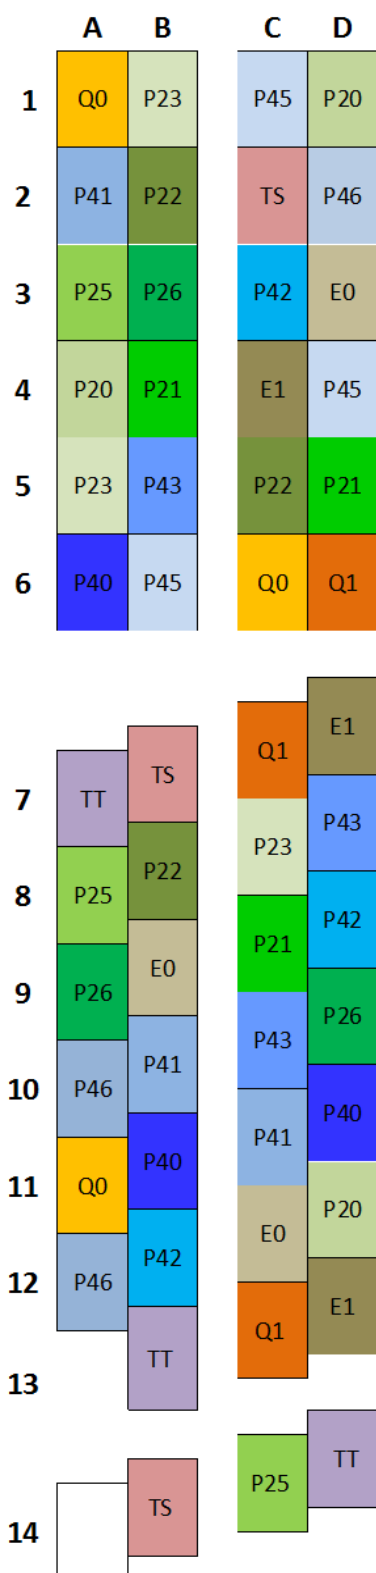 A B C D
1 Q0 P23 P45 P20
2 P41 P22 TS P46
3 P25 P26 P42 E0
4 P20 P21 E1 P45
5 P23 P43 P22 P21
6 P40 P45 Q0 Q1
E1
Q1
TS
7 TT
P43
P23
P22
8 P25
P42
P21
E0
9 P26
P26
P43
P41
10 P46
P40
P41
P40
11 Q0
P20
E0
P42
12 P46
E1
Q1
TT
13
TT
P25
TS
14